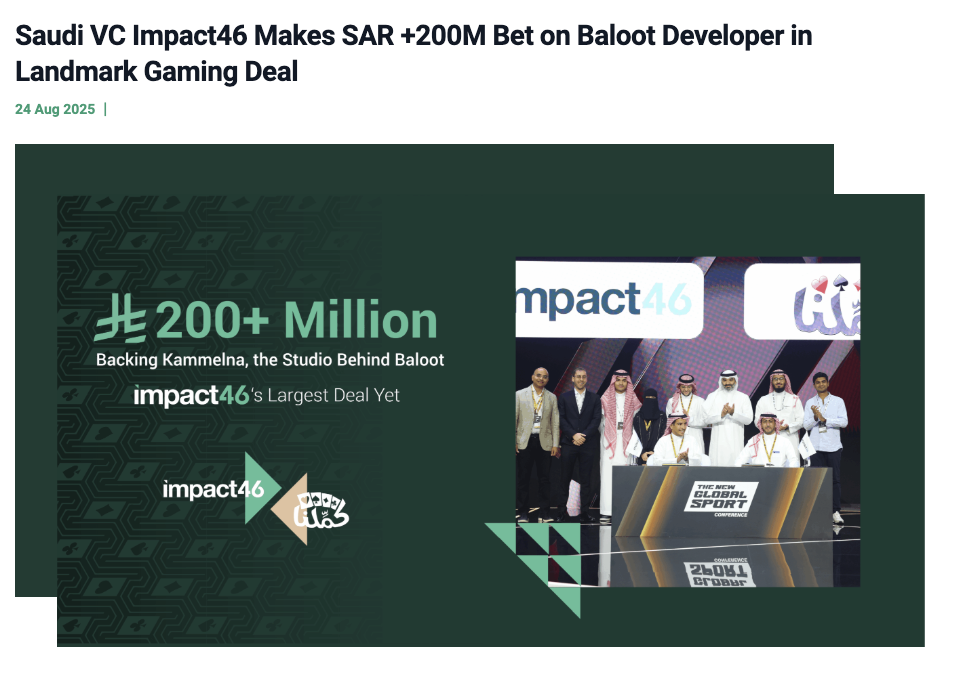 Saudi VC Impact46 Makes SAR +200M Bet on Baloot Developer in
Landmark Gaming Deal
24 Aug 2025 |
200+ Million
Backing Kammelna, the Studio Behind Baloot
impact46's Largest Deal Yet
impact46
كملنا
mpact46
THE NEW
GLOBAL
SPORT
CONFERENCE